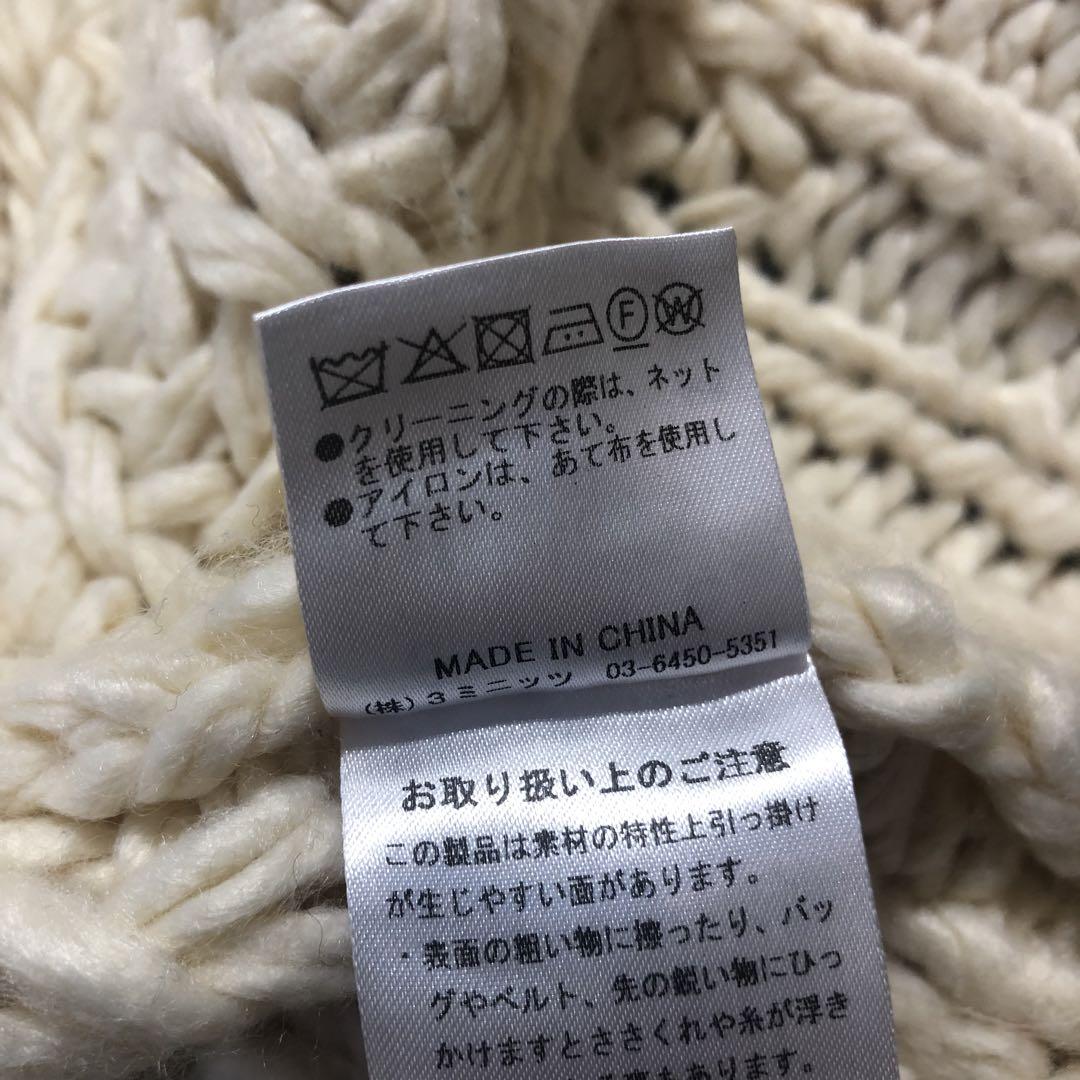 F W
●クリーニングの際は、ネット
を使用して下さい。
●アイロンは、あて布を使用し
て下さい。
MADE IN CHINA
(株)3ミニッツ 03-6450-5351
お取り扱い上のご注意
この製品は素材の特性上引っ掛け
が生じやすい面があります。
・表面の粗い物に擦ったり、バッ
グやベルト、先の鋭い物にひっ
かけますとささくれや糸が浮き
もあります。